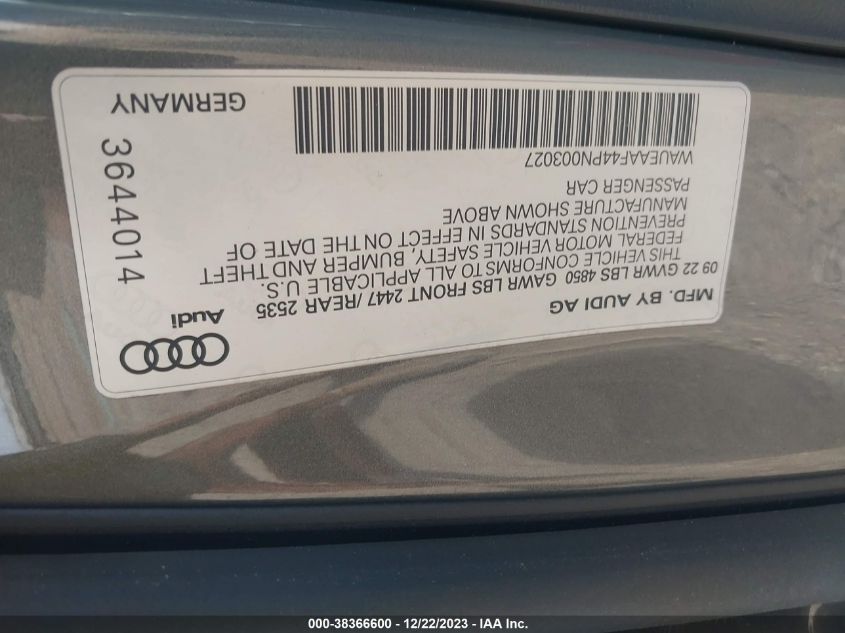 MFD. BY AUDI AG
09 22 GVWR LBS 4850 GAWR LBS FRONT 2447 /REAR 2535
THIS VEHICLE CONFORMS TO ALL APPLICABLE U.S.
FEDERAL MOTOR VEHICLE SAFETY, BUMPER AND THEFT
PREVENTION STANDARDS IN EFFECT ON THE DATE OF
MANUFACTURE SHOWN ABOVE
PASSENGER CAR
WAUEAAF44PN003027
Audi
3644014
GERMANY
000-38366600 - 12/22/2023 - IAA Inc.